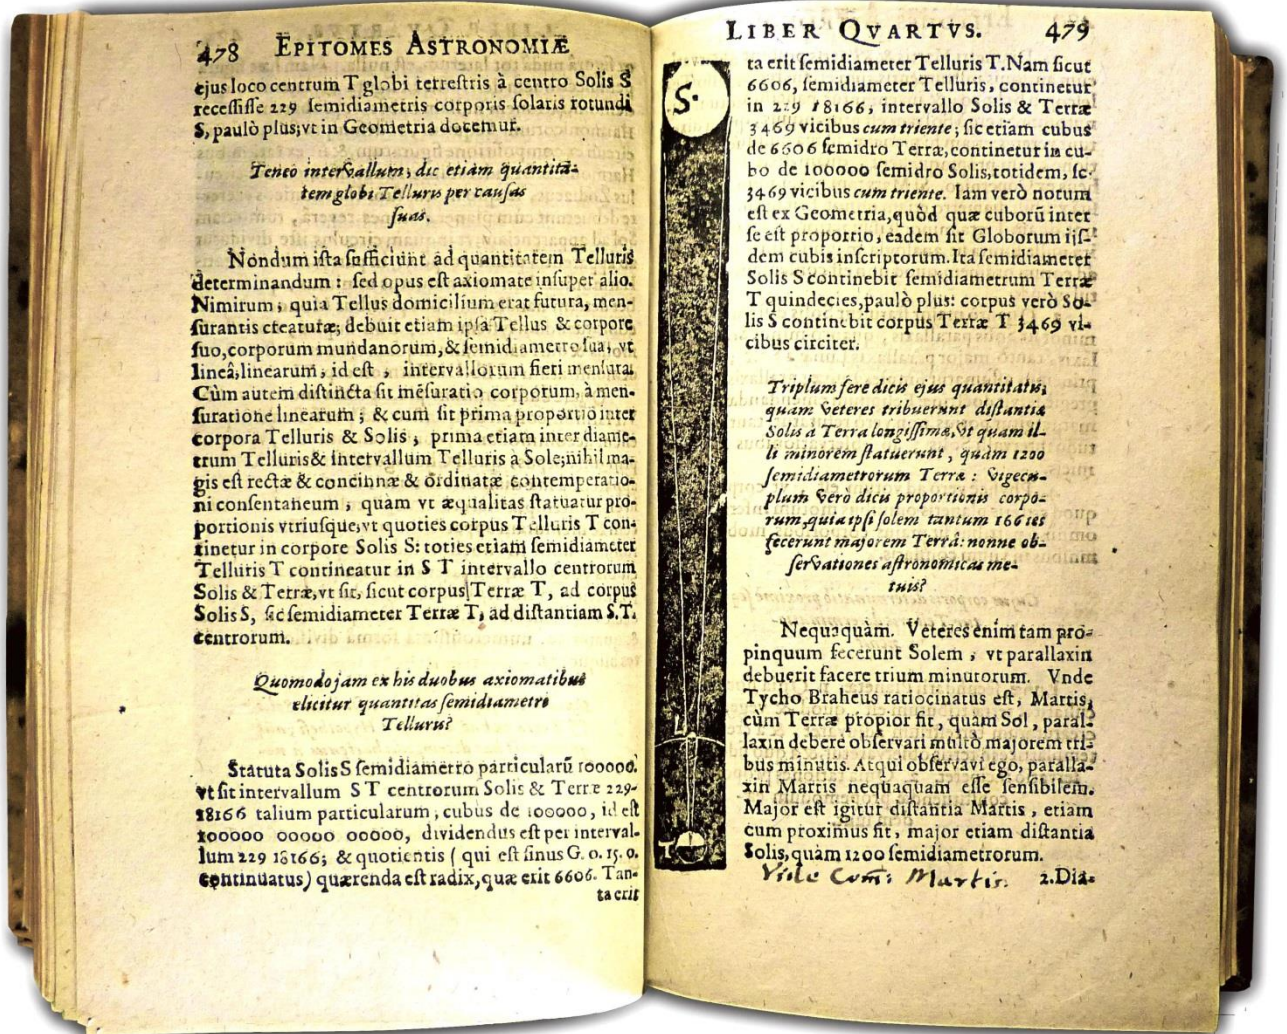 478 EPITOMES ASTRONOMIÆ
ejus loco centrum T globi terrestris à centro Solis S
recessisse 229 semidiametris corporis solaris rotundi
S, paulò plus; vt in Geometria docemur.
Teneo intervallum; dic etiam quantita-
tem globi Telluris per causas
suas.
Nondum ista sufficiunt ad quantitatem Telluris
determinandum: sed opus est axiomate insuper alio.
Nimirum, quia Tellus domicilium erat futura, men-
surantis creaturæ; debuit etiam ipsa Tellus & corpore
suo, corporum mundanorum, & semidiametro sua, vt
lineâ, linearum, id est, intervallorum fieri mensura.
Cùm autem distincta sit mēsuratio corporum, à men-
suratione linearum; & cum sit prima proportio inter
corpora Telluris & Solis, prima etiam inter diame-
trum Telluris & intervallum Telluris à Sole; nihil ma-
gis est rectæ & concinnæ & ordinatæ contemperatio-
ni consentaneum, quam vt æqualitas statuatur pro-
portionis vtriusque, vt quoties corpus Telluris T con-
tinetur in corpore Solis S: toties etiam semidiameter
Telluris T contineatur in S T intervallo centrorum
Solis & Terræ, vt sit, sicut corpus Terræ T, ad corpus
Solis S, sic semidiameter Terræ T, ad distantiam S.T.
centrorum.
Quomodo jam ex his duobus axiomatibus
elicitur quantitas semidiametri
Telluris?
Statuta Solis S semidiametro particularū 100000.
vt sit intervallum S T centrorum Solis & Terræ 229-
18166 talium particularum, cubus de 100000, id est
100000 00000 00000, dividendus est per interval-
lum 229 18166; & quotientis (qui est sinus G. 0. 15. 0.
continuatus) quærenda est radix, quæ erit 6606. Tan-
ta erit
LIBER QVARTVS. 479
S.
L
T
ta erit semidiameter Telluris T. Nam sicut
6606, semidiameter Telluris, continetur
in 229 18166, intervallo Solis & Terræ
3469 vicibus cum triente; sic etiam cubus
de 6606 semidro Terræ, continetur in cu-
bo de 100000 semidro Solis, totidem, sc.
3469 vicibus cum triente. Iam verò notum
est ex Geometria, quòd quæ cuborū inter
se est proportio, eadem sit Globorum iis-
dem cubis inscriptorum. Ita semidiameter
Solis S continebit semidiametrum Terræ
T quindecies, paulò plus: corpus verò So-
lis S continebit corpus Terræ T 3469 vi-
cibus circiter.
Triplum fere dicis ejus quantitatis,
quam veteres tribuerunt distantiæ
Solis à Terra longissimæ, vt quam il-
li minorem statuerunt, quàm 1200
semidiametrorum Terræ: vigecu-
plum verò dicis proportionis corpo-
rum, quia ipsi solem tantum 166ies
fecerunt majorem Terrâ: nonne ob-
servationes astronomicas me-
tuis?
Nequaquàm. Veteres enim tam pro-
pinquum fecerunt Solem, vt parallaxin
debuerit facere trium minutorum. Vnde
Tycho Braheus ratiocinatus est, Martis,
cùm Terræ propior fit, quàm Sol, paral-
laxin debere observari multò majorem tri-
bus minutis. Atqui observavi ego, paralla-
xin Martis nequaquam esse sensibilem.
Major est igitur distantia Martis, etiam
cum proximus fit, major etiam distantia
Solis, quàm 1200 semidiametrorum.
Vide Com: Martis.
2. Dia-